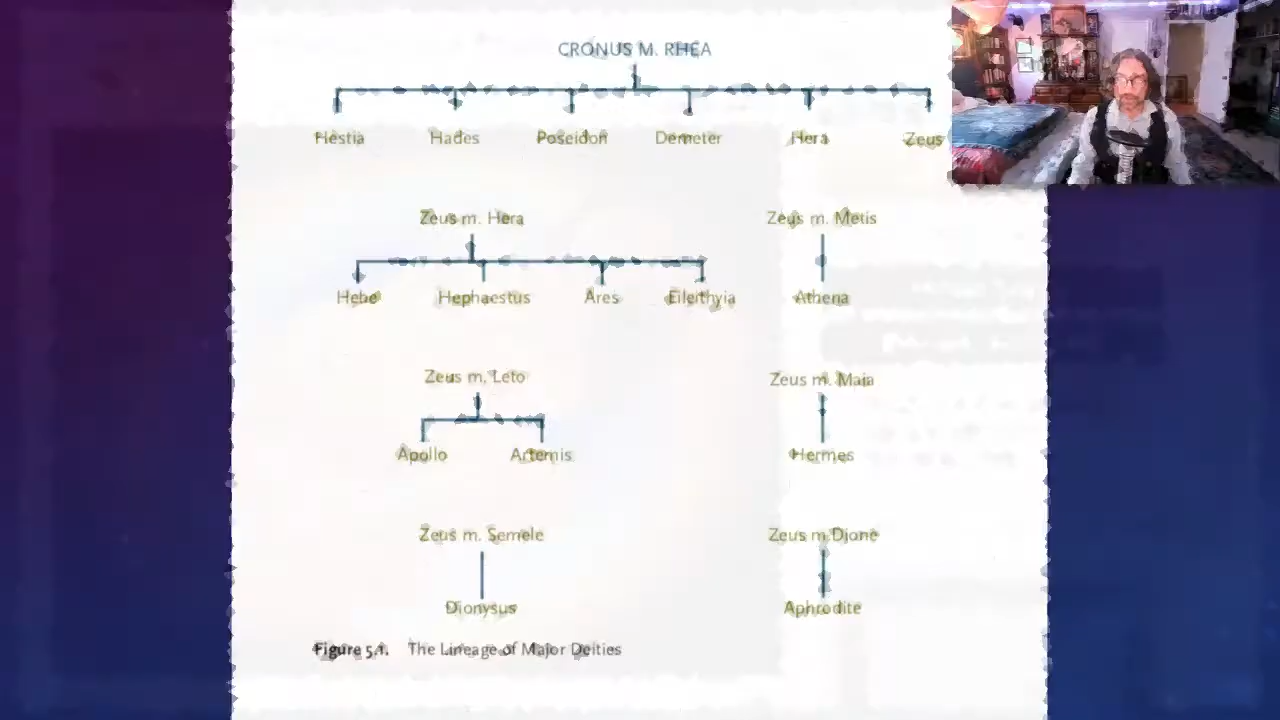 CRONUS M. RHEA
Hestia Hades Poseidon Demeter Hera Zeus
Zeus m. Hera Zeus m. Metis
Hebe Hephaestus Ares Eileithyia Athena
Zeus m. Leto Zeus m. Maia
Apollo Artemis Hermes
Zeus m. Semele Zeus m. Dione
Dionysus Aphrodite
Figure 5.1. The Lineage of Major Deities